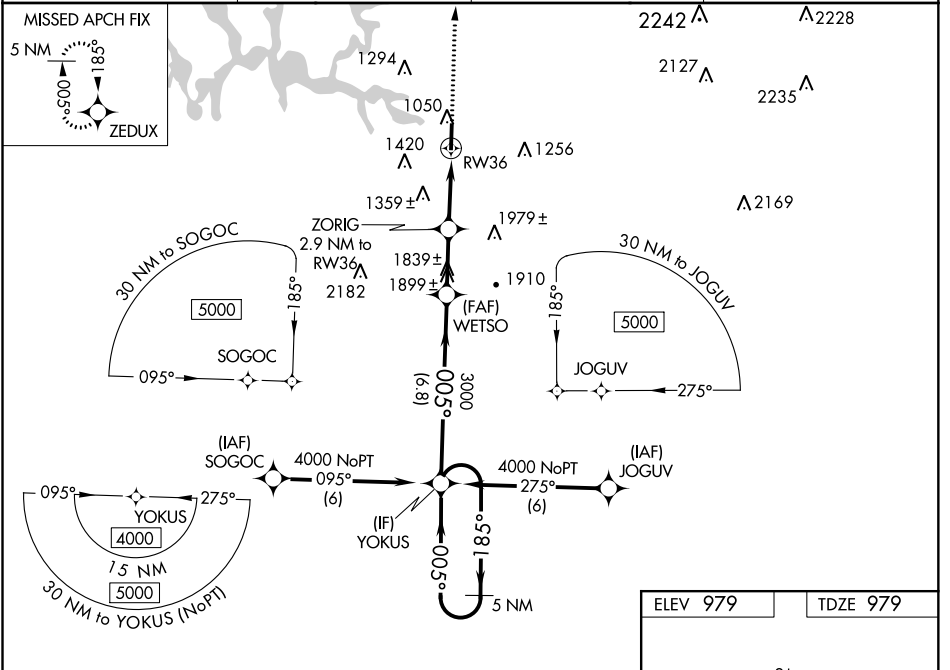 MISSED APCH FIX
5 NM
185°
005°
ZEDUX
2242
2228
1294
2127
2235
1050
1420
RW36
1256
1359±
2169
ZORIG
2.9 NM to
RW36
1979±
1839±
2182
1899±
1910
(FAF)
WETSO
30 NM to SOGOC
5000
185°
SOGOC
095°
30 NM to JOGUV
5000
185°
JOGUV
275°
3000
005°
(6.8)
(IAF)
SOGOC
4000 NoPT
095°
(6)
4000 NoPT
275°
(6)
(IAF)
JOGUV
(IF)
YOKUS
005°
185°
5 NM
095°
275°
YOKUS
4000
15 NM
5000
30 NM to YOKUS (NoPT)
ELEV 979
TDZE 979